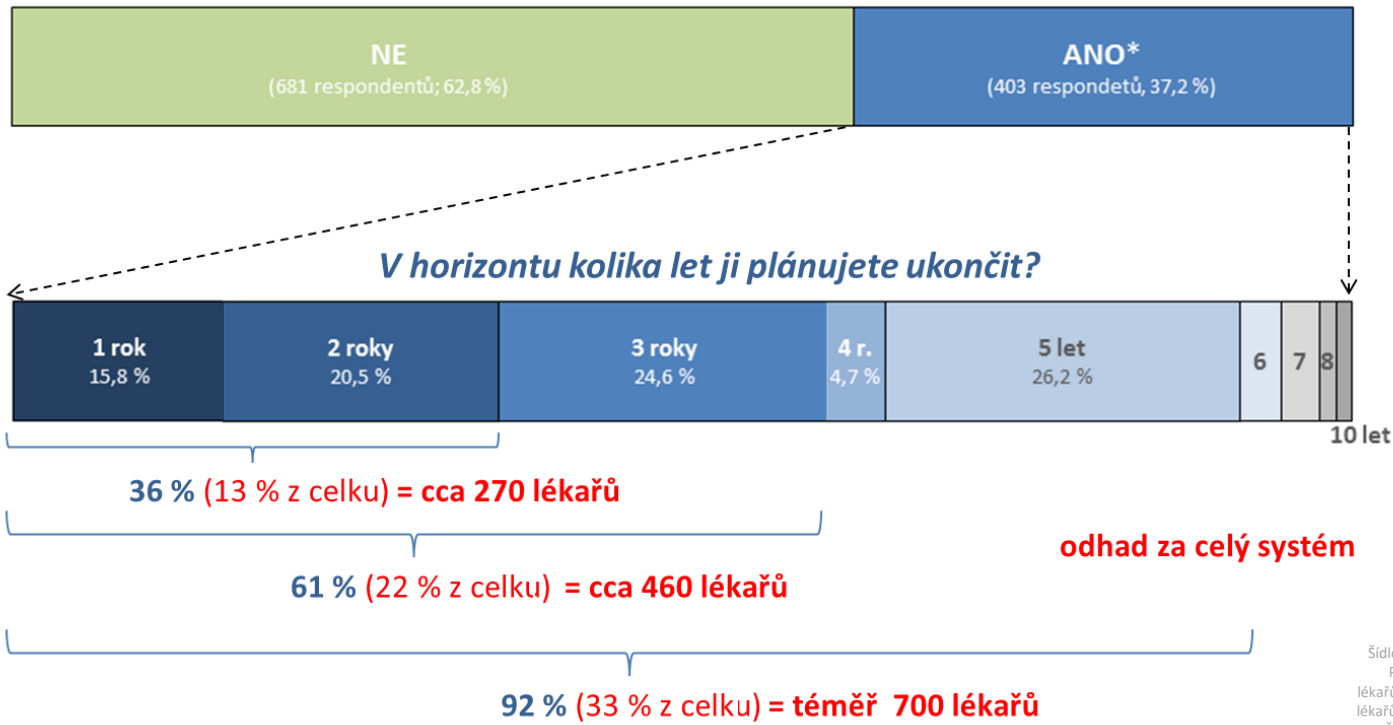 NE
(681 respondentů; 62,8 %)
ANO*
(403 respondetů, 37,2 %)
V horizontu kolika let ji plánujete ukončit?
1 rok
15,8 %
2 roky
20,5 %
3 roky
24,6 %
4 r.
4,7 %
5 let
26,2 %
6
7
8
10 let
36 % (13 % z celku) = cca 270 lékařů
odhad za celý systém
61 % (22 % z celku) = cca 460 lékařů
92 % (33 % z celku) = téměř 700 lékařů
lékařů